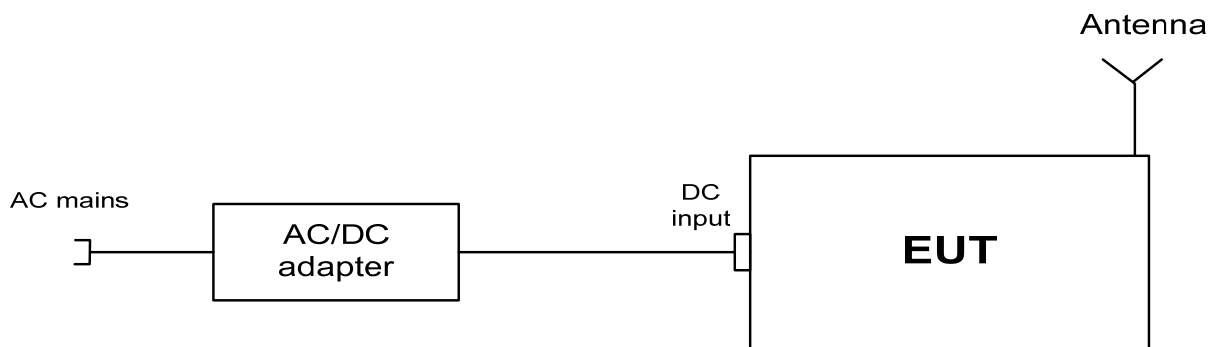 Antenna
AC mains
AC/DC
adapter
DC
input
EUT